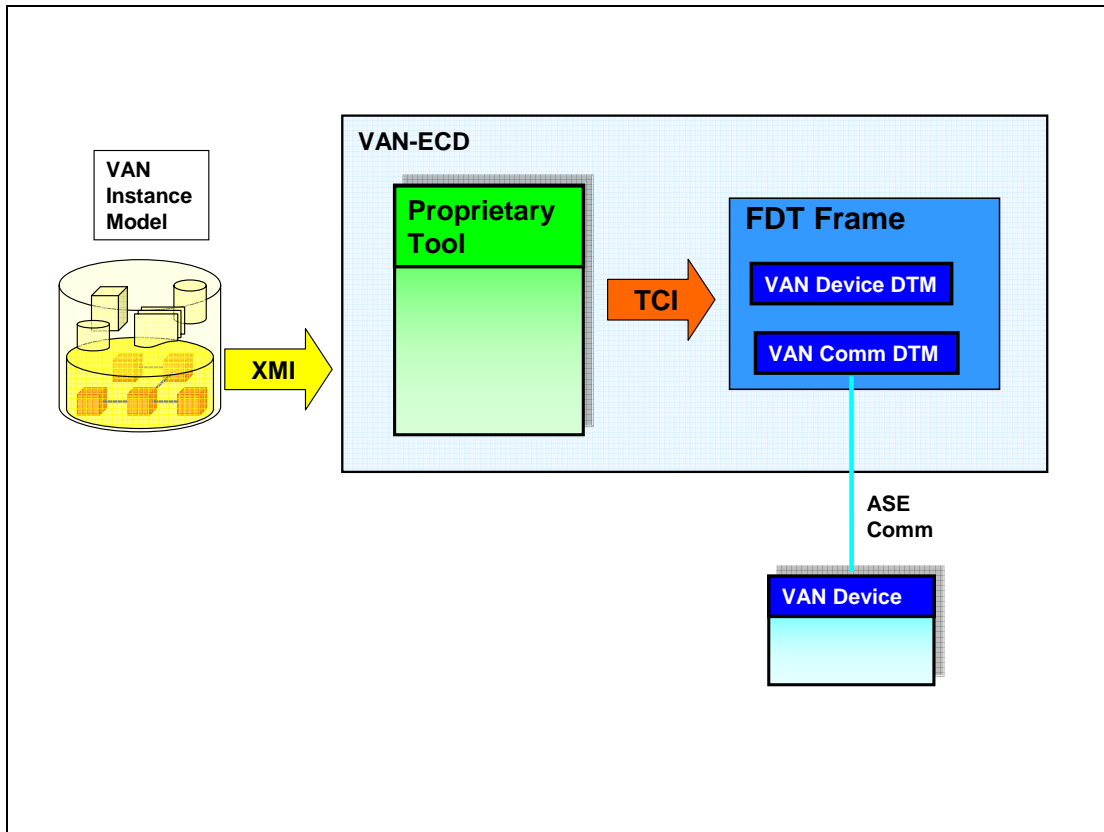 VAN
Instance
Model
XMI
VAN-ECD
Proprietary
Tool
TCI
FDT Frame
VAN Device DTM
VAN Comm DTM
ASE
Comm
VAN Device